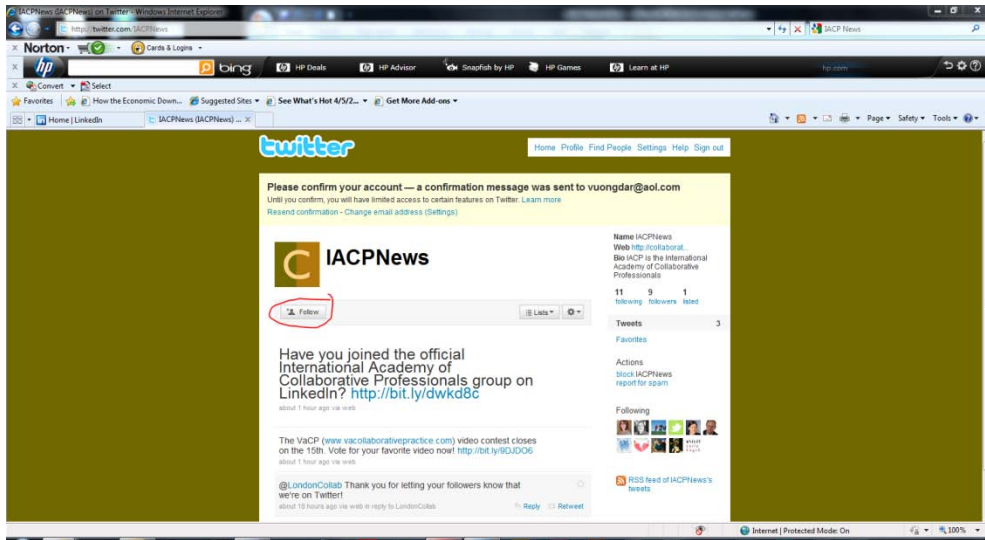 IACPNews (IACPNews) on Twitter - Windows Internet Explorer
http://twitter.com/IACPNews
IACP News
Norton
Cards & Logins
hp
bing
HP Deals
HP Advisor
Snapfish by HP
HP Games
Learn at HP
hp.com
Convert
Select
Favorites
How the Economic Down...
Suggested Sites
See What's Hot 4/5/2...
Get More Add-ons
Home | LinkedIn
IACPNews (IACPNews) ...
Page
Safety
Tools
twitter
Home Profile Find People Settings Help Sign out
Please confirm your account — a confirmation message was sent to vuongdar@aol.com
Until you confirm, you will have limited access to certain features on Twitter. Learn more
Resend confirmation - Change email address (Settings)
C
IACPNews
Follow
Lists
Have you joined the official
International Academy of
Collaborative Professionals group on
LinkedIn? http://bit.ly/dwkd8c
about 1 hour ago via web
The VaCP (www.vacollaborativepractice.com) video contest closes
on the 15th. Vote for your favorite video now! http://bit.ly/9DJDO6
about 1 hour ago via web
@LondonCollab Thank you for letting your followers know that
we're on Twitter!
about 18 hours ago via web in reply to LondonCollab
Reply
Retweet
Name IACPNews
Web http://collaborat...
Bio IACP is the International
Academy of Collaborative
Professionals
11 9 1
following followers listed
Tweets 3
Favorites
Actions
block IACPNews
report for spam
Following
RSS feed of IACPNews's
tweets
Internet | Protected Mode: On
100%